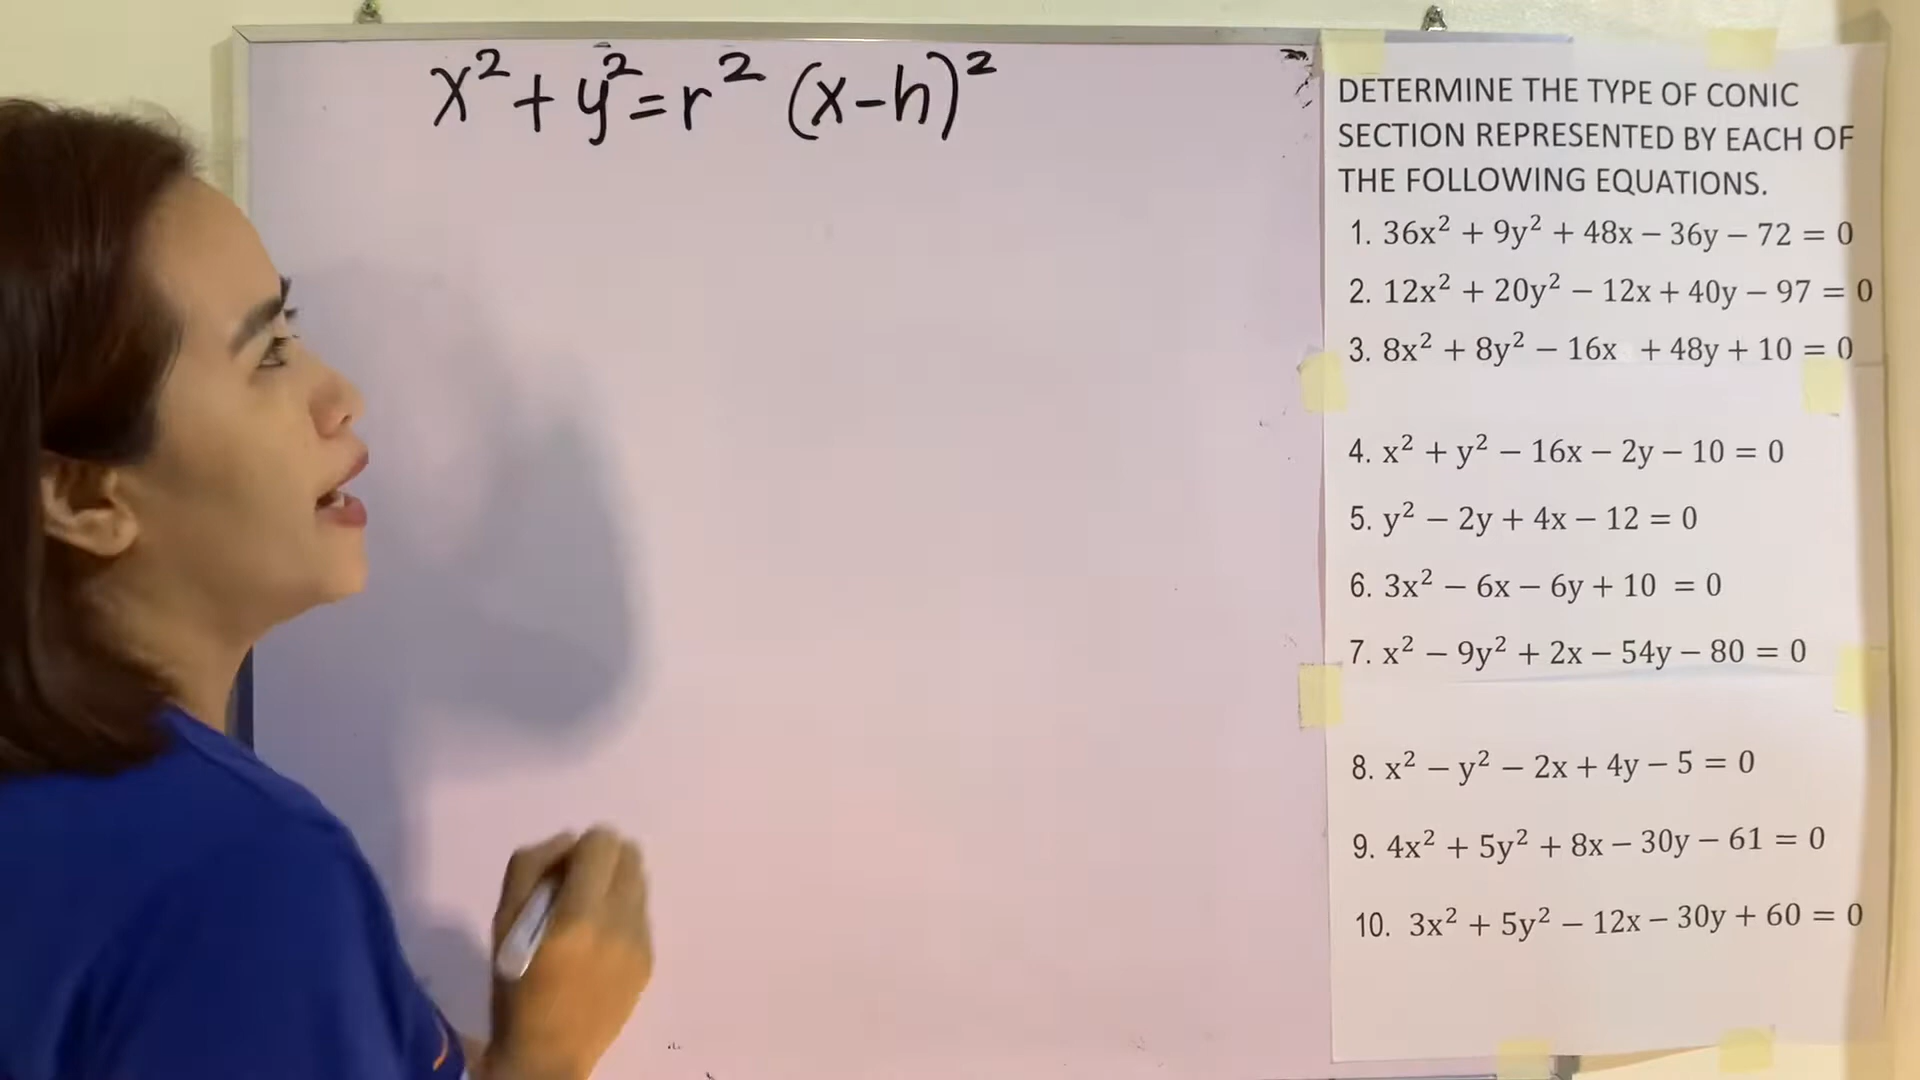 x² + y² = r² (x-h)²
DETERMINE THE TYPE OF CONIC
SECTION REPRESENTED BY EACH OF
THE FOLLOWING EQUATIONS.
1. 36x² + 9y² + 48x − 36y − 72 = 0
2. 12x² + 20y² − 12x + 40y − 97 = 0
3. 8x² + 8y² − 16x + 48y + 10 = 0
4. x² + y² − 16x − 2y − 10 = 0
5. y² − 2y + 4x − 12 = 0
6. 3x² − 6x − 6y + 10 = 0
7. x² − 9y² + 2x − 54y − 80 = 0
8. x² − y² − 2x + 4y − 5 = 0
9. 4x² + 5y² + 8x − 30y − 61 = 0
10. 3x² + 5y² − 12x − 30y + 60 = 0